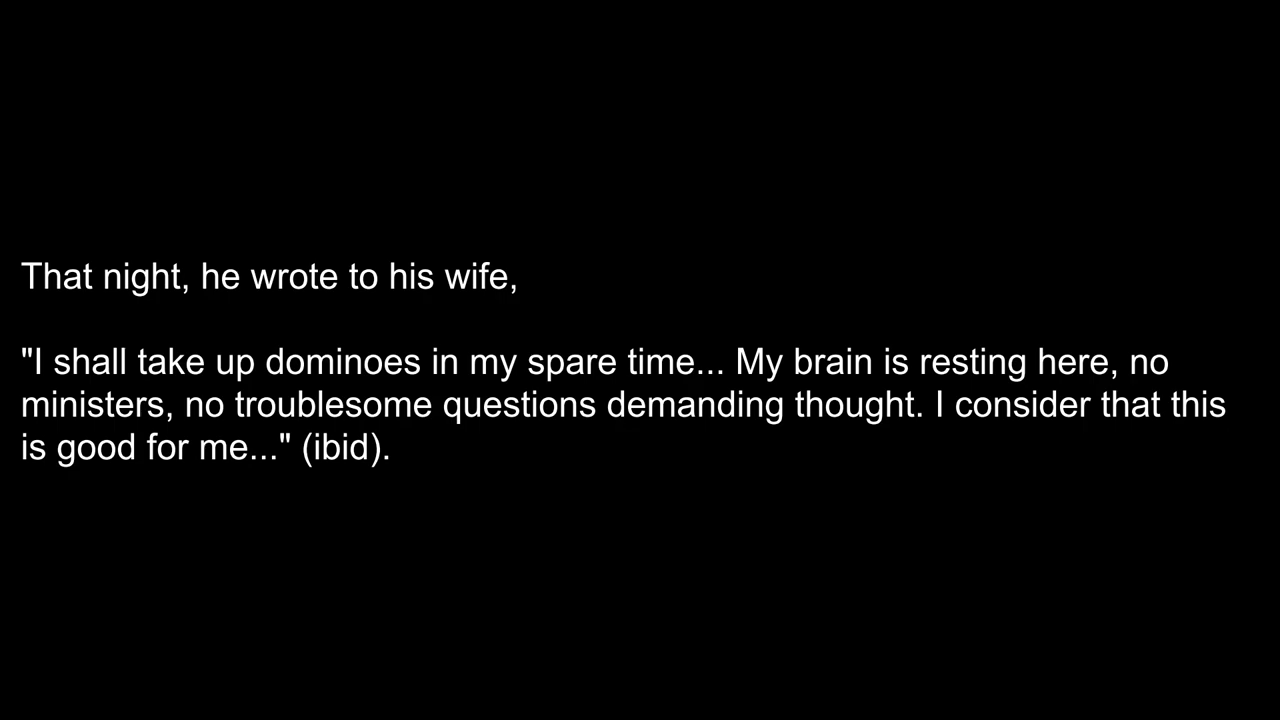 That night, he wrote to his wife,
"I shall take up dominoes in my spare time... My brain is resting here, no
ministers, no troublesome questions demanding thought. I consider that this
is good for me..." (ibid).